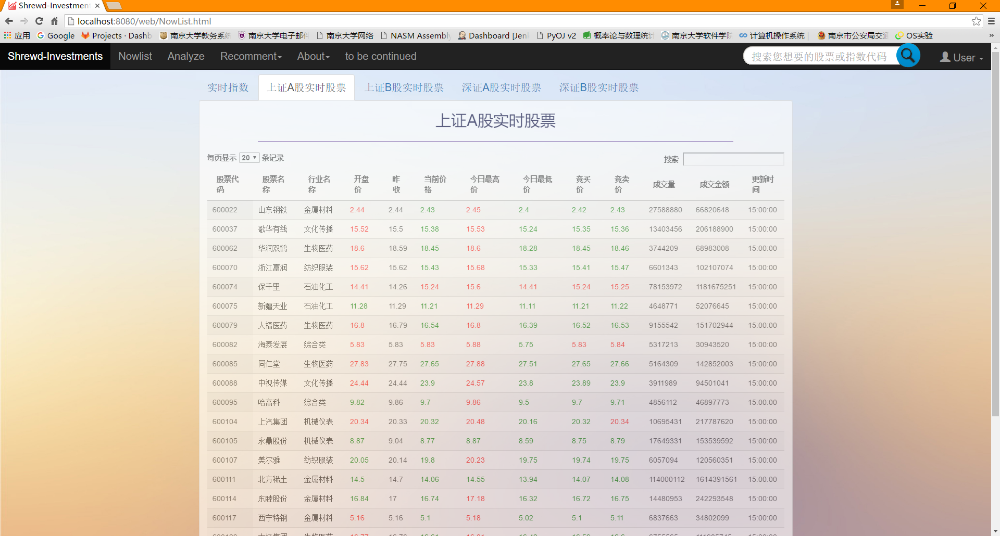 Shrewd-Investment
localhost:8080/web/NowList.html
应用 Google Projects · Dashb 南京大学教务系统 南京大学电子邮件 南京大学网络 NASM Assembly Dashboard [Jen PyOJ v2 概率论与数理统计 南京大学软件学院 计算机操作系统 南京市公安局交通 OS实验 »
Shrewd-Investments Nowlist Analyze Recomment About to be continued 搜索您想要的股票或指数代码 User
实时指数 上证A股实时股票 上证B股实时股票 深证A股实时股票 深证B股实时股票
上证A股实时股票
每页显示 20 条记录 搜索
股票代码 股票名称 行业名称 开盘价 昨收 当前价格 今日最高价 今日最低价 竞买价 竞卖价 成交量 成交金额 更新时间
600022 山东钢铁 金属材料 2.44 2.44 2.43 2.45 2.4 2.42 2.43 27588880 66820648 15:00:00
600037 歌华有线 文化传播 15.52 15.5 15.38 15.53 15.24 15.35 15.36 13403456 206188900 15:00:00
600062 华润双鹤 生物医药 18.6 18.59 18.45 18.6 18.28 18.45 18.46 3744209 68983008 15:00:00
600070 浙江富润 纺织服装 15.62 15.62 15.43 15.68 15.33 15.41 15.47 6601343 102107074 15:00:00
600074 保千里 石油化工 14.41 14.26 15.24 15.6 14.41 15.24 15.25 78153972 1181675251 15:00:00
600075 新疆天业 石油化工 11.28 11.29 11.21 11.29 11.11 11.21 11.22 4648771 52076645 15:00:00
600079 人福医药 生物医药 16.8 16.79 16.54 16.8 16.39 16.52 16.53 9155542 151702944 15:00:00
600082 海泰发展 综合类 5.83 5.83 5.83 5.88 5.75 5.83 5.84 5317213 30943520 15:00:00
600085 同仁堂 生物医药 27.83 27.75 27.65 27.88 27.51 27.65 27.66 5164309 142852003 15:00:00
600088 中视传媒 文化传播 24.44 24.44 23.9 24.57 23.8 23.89 23.9 3911989 94501041 15:00:00
600095 哈高科 综合类 9.82 9.86 9.7 9.86 9.5 9.7 9.71 4856112 46897773 15:00:00
600104 上汽集团 机械仪表 20.34 20.33 20.32 20.48 20.16 20.32 20.34 10695431 217787620 15:00:00
600105 永鼎股份 机械仪表 8.87 9.04 8.77 8.87 8.59 8.75 8.79 17649331 153539592 15:00:00
600107 美尔雅 纺织服装 20.05 20.14 19.8 20.23 19.75 19.74 19.75 6057094 120560351 15:00:00
600111 北方稀土 金属材料 14.5 14.7 14.06 14.55 13.94 14.07 14.08 114000112 1614391561 15:00:00
600114 东睦股份 金属材料 16.84 17 16.74 17.18 16.32 16.72 16.75 14480953 242293548 15:00:00
600117 西宁特钢 金属材料 5.16 5.16 5.1 5.18 5.02 5.1 5.11 6837663 34802099 15:00:00